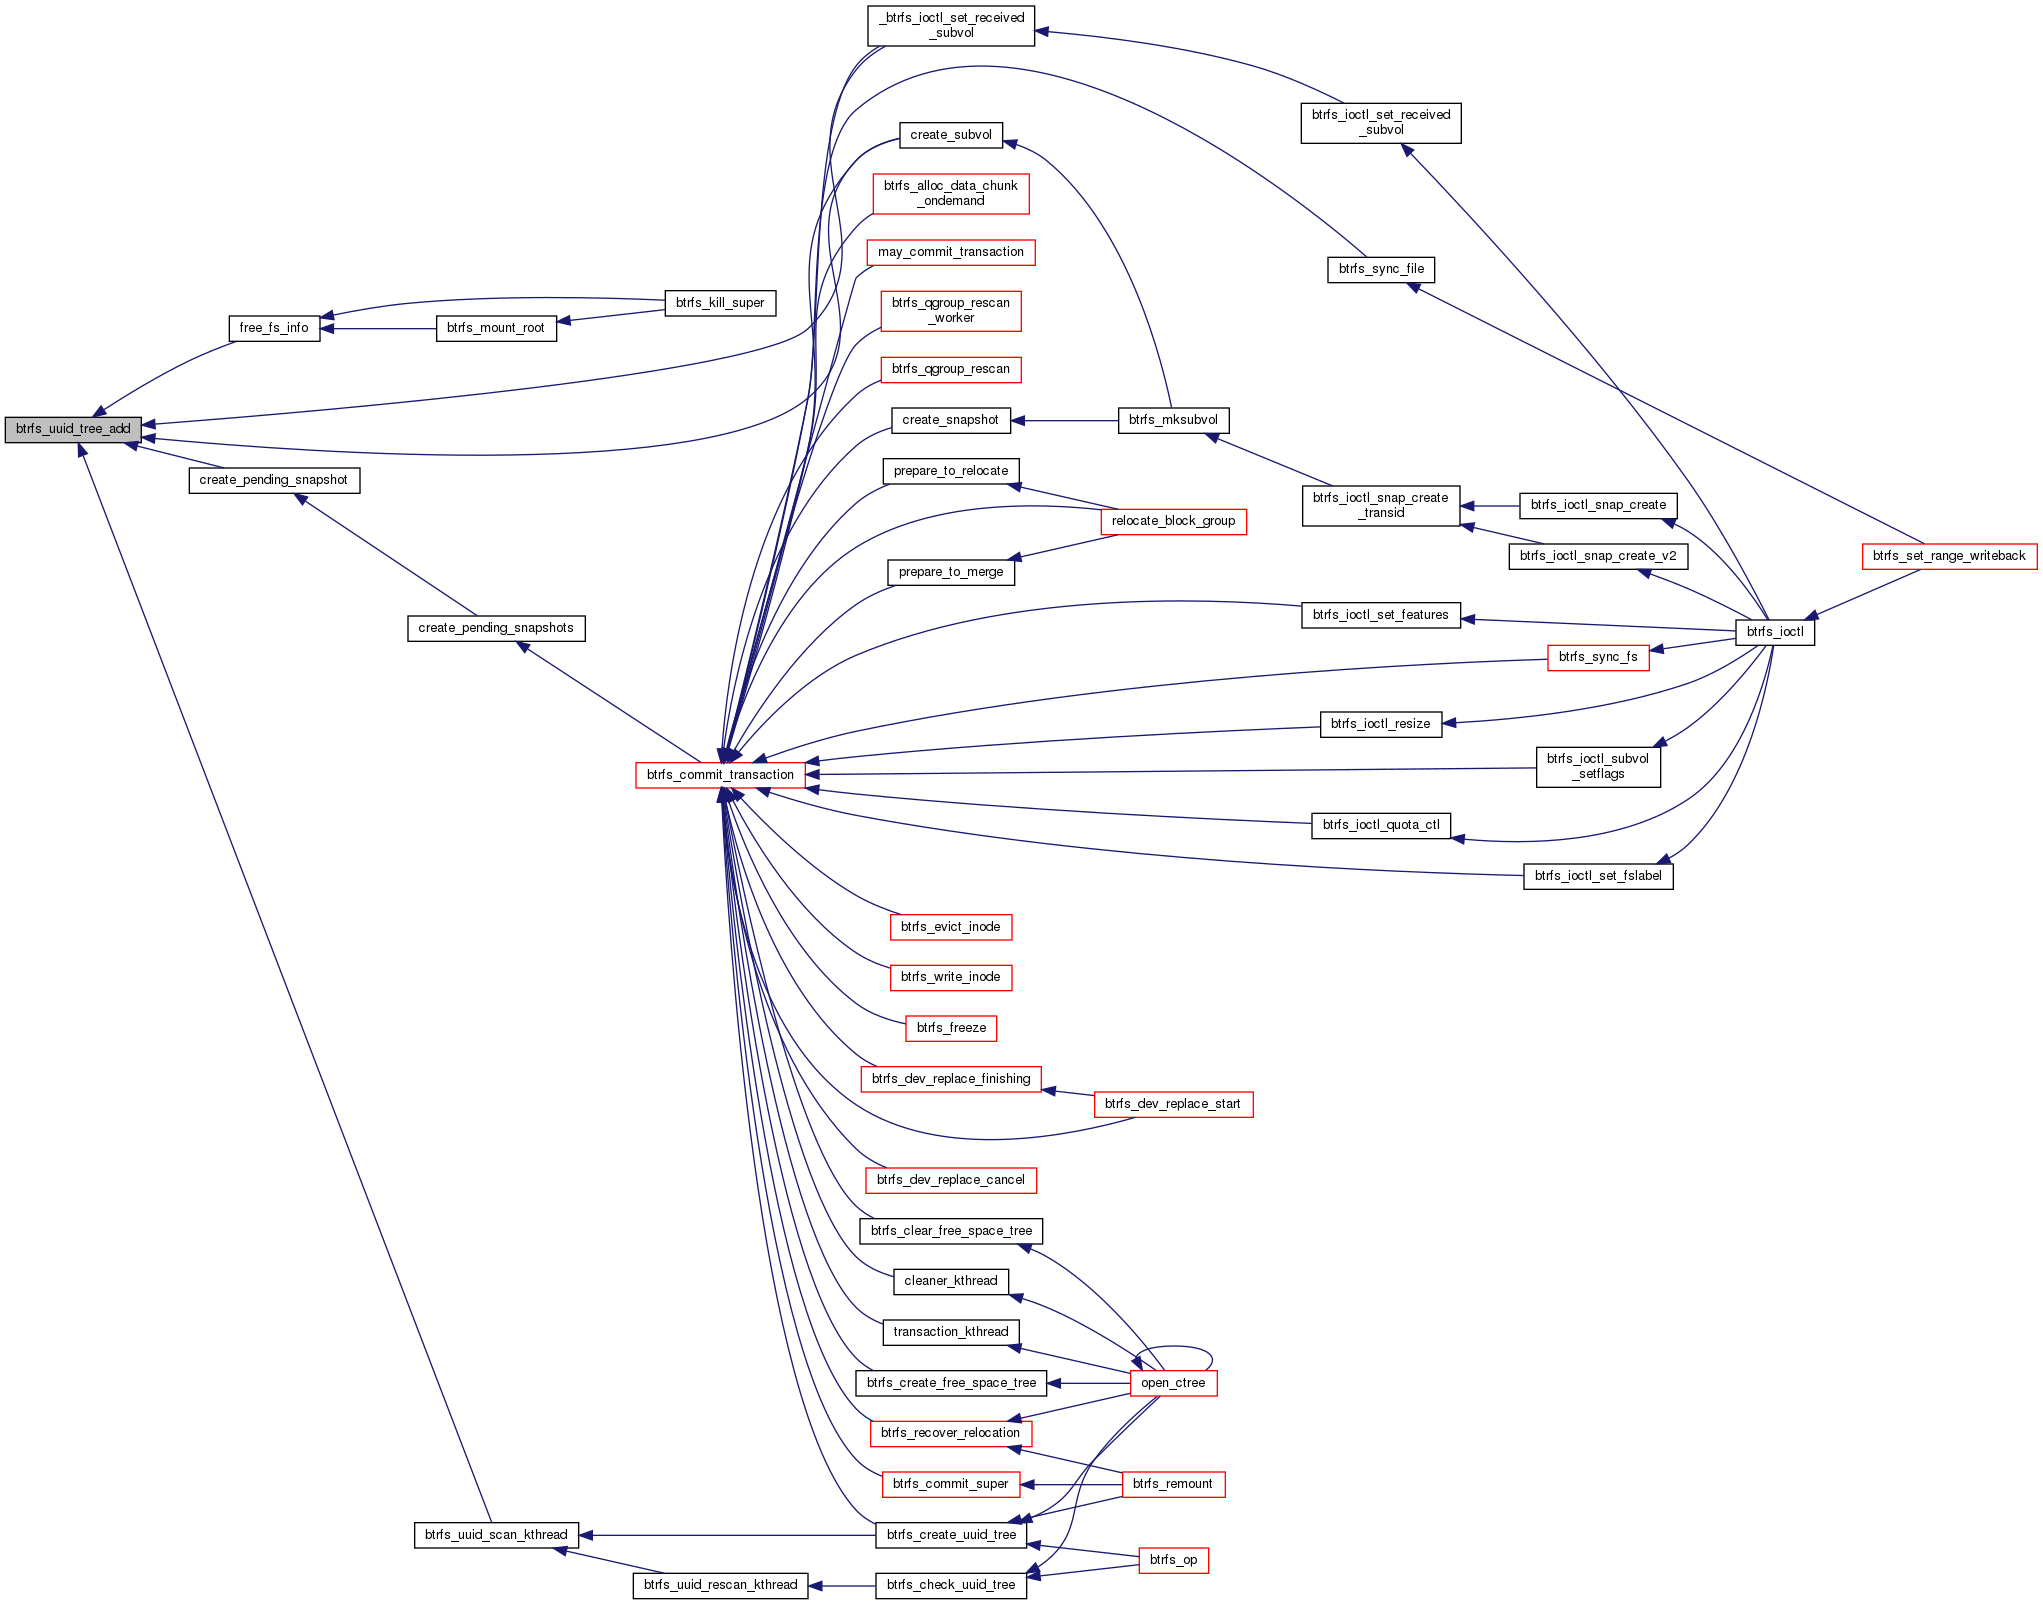 _btrfs_ioctl_set_received
_subvol
btrfs_ioctl_set_received
_subvol
create_subvol
btrfs_alloc_data_chunk
_ondemand
may_commit_transaction
btrfs_sync_file
btrfs_kill_super
btrfs_qgroup_rescan
_worker
free_fs_info
btrfs_mount_root
btrfs_qgroup_rescan
btrfs_uuid_tree_add
create_snapshot
btrfs_mksubvol
create_pending_snapshot
prepare_to_relocate
btrfs_ioctl_snap_create
_transid
btrfs_ioctl_snap_create
relocate_block_group
btrfs_ioctl_snap_create_v2
btrfs_set_range_writeback
prepare_to_merge
btrfs_ioctl_set_features
create_pending_snapshots
btrfs_ioctl
btrfs_sync_fs
btrfs_ioctl_resize
btrfs_ioctl_subvol
_setflags
btrfs_commit_transaction
btrfs_ioctl_quota_ctl
btrfs_ioctl_set_fslabel
btrfs_evict_inode
btrfs_write_inode
btrfs_freeze
btrfs_dev_replace_finishing
btrfs_dev_replace_start
btrfs_dev_replace_cancel
btrfs_clear_free_space_tree
cleaner_kthread
transaction_kthread
btrfs_create_free_space_tree
open_ctree
btrfs_recover_relocation
btrfs_commit_super
btrfs_remount
btrfs_uuid_scan_kthread
btrfs_create_uuid_tree
btrfs_op
btrfs_uuid_rescan_kthread
btrfs_check_uuid_tree